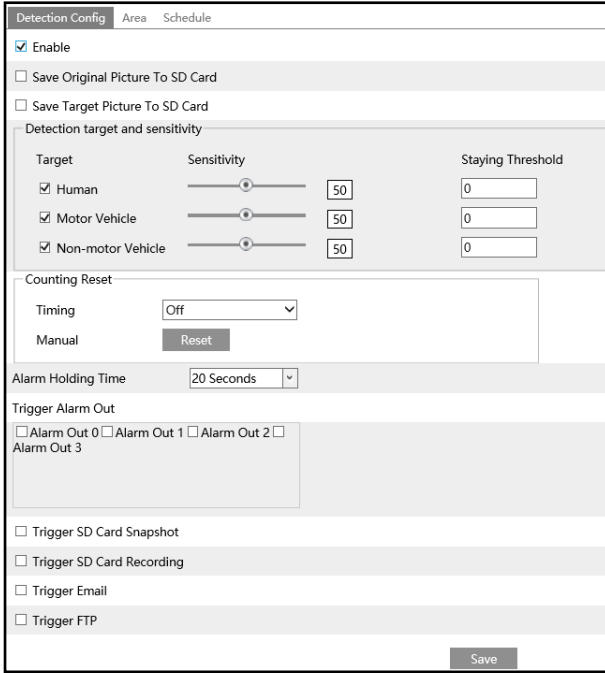 Detection Config Area Schedule
Enable
Save Original Picture To SD Card
Save Target Picture To SD Card
Detection target and sensitivity
Target Sensitivity Staying Threshold
Human 50 0
Motor Vehicle 50 0
Non-motor Vehicle 50 0
Counting Reset
Timing Off
Manual Reset
Alarm Holding Time 20 Seconds
Trigger Alarm Out
Alarm Out 0 Alarm Out 1 Alarm Out 2
Alarm Out 3
Trigger SD Card Snapshot
Trigger SD Card Recording
Trigger Email
Trigger FTP
Save